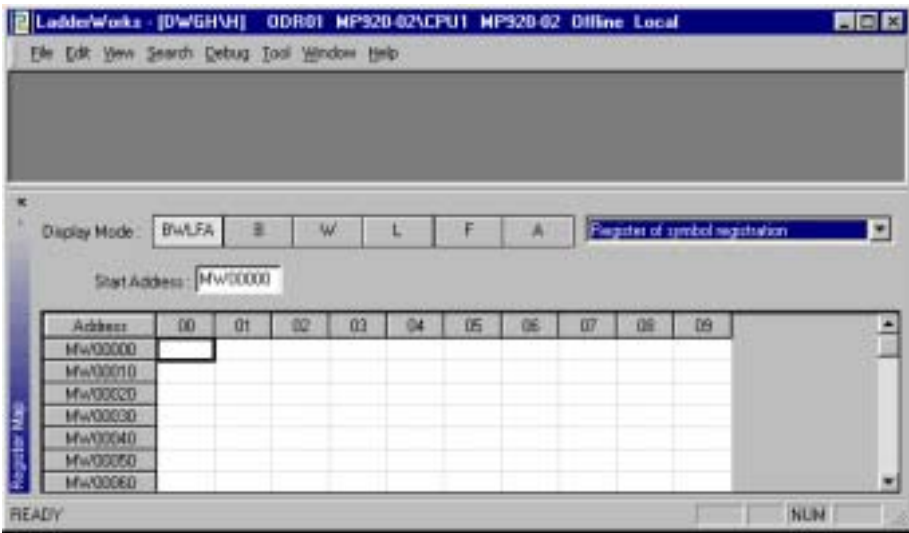 LadderWorks - [DWGH\H] ODR01 MP920-02\CPU1 MP920-02 Offline Local
File Edit View Search Debug Tool Window Help
Display Mode : BWLFA B W L F A Register of symbol registration
Start Address : MW00000
Address 00 01 02 03 04 05 06 07 08 09
MW00000
MW00010
MW00020
MW00030
MW00040
MW00050
MW00060
Register Map
READY NUM